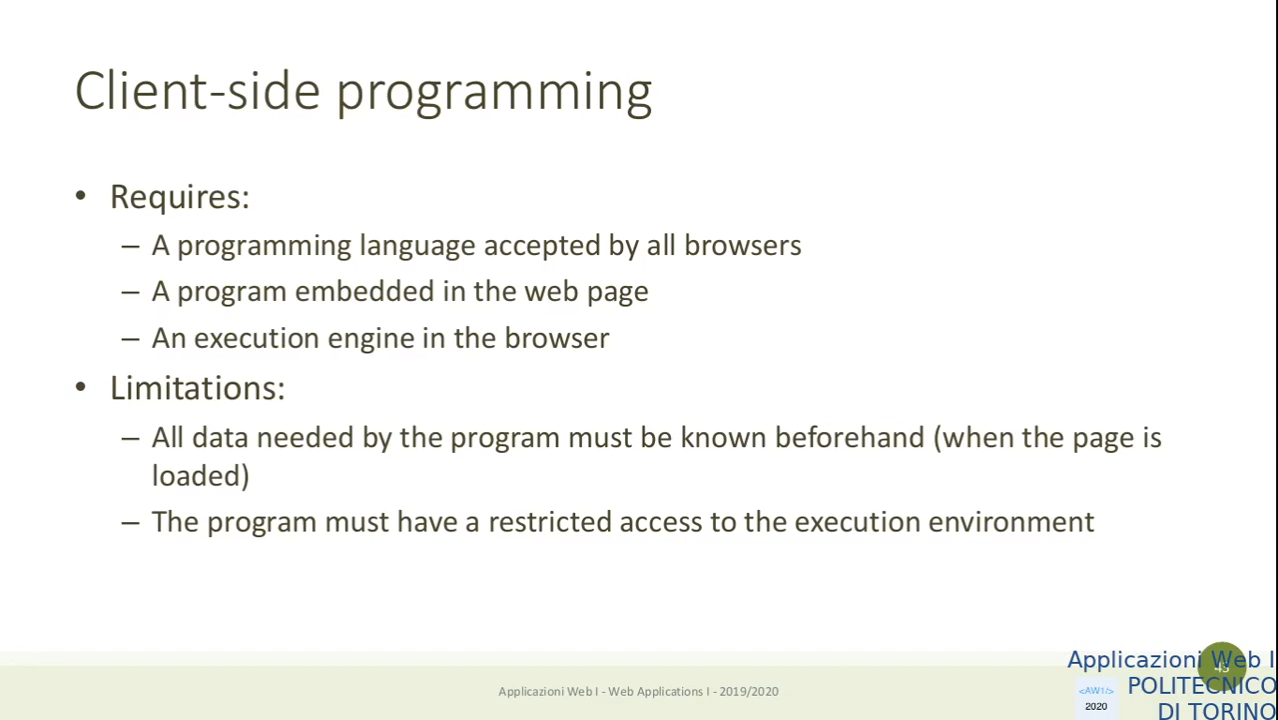 Client-side programming
• Requires:
– A programming language accepted by all browsers
– A program embedded in the web page
– An execution engine in the browser
• Limitations:
– All data needed by the program must be known beforehand (when the page is
loaded)
– The program must have a restricted access to the execution environment
Applicazioni Web I - Web Applications I - 2019/2020
Applicazioni Web I
POLITECNICO
DI TORINO
<AW1/>
2020